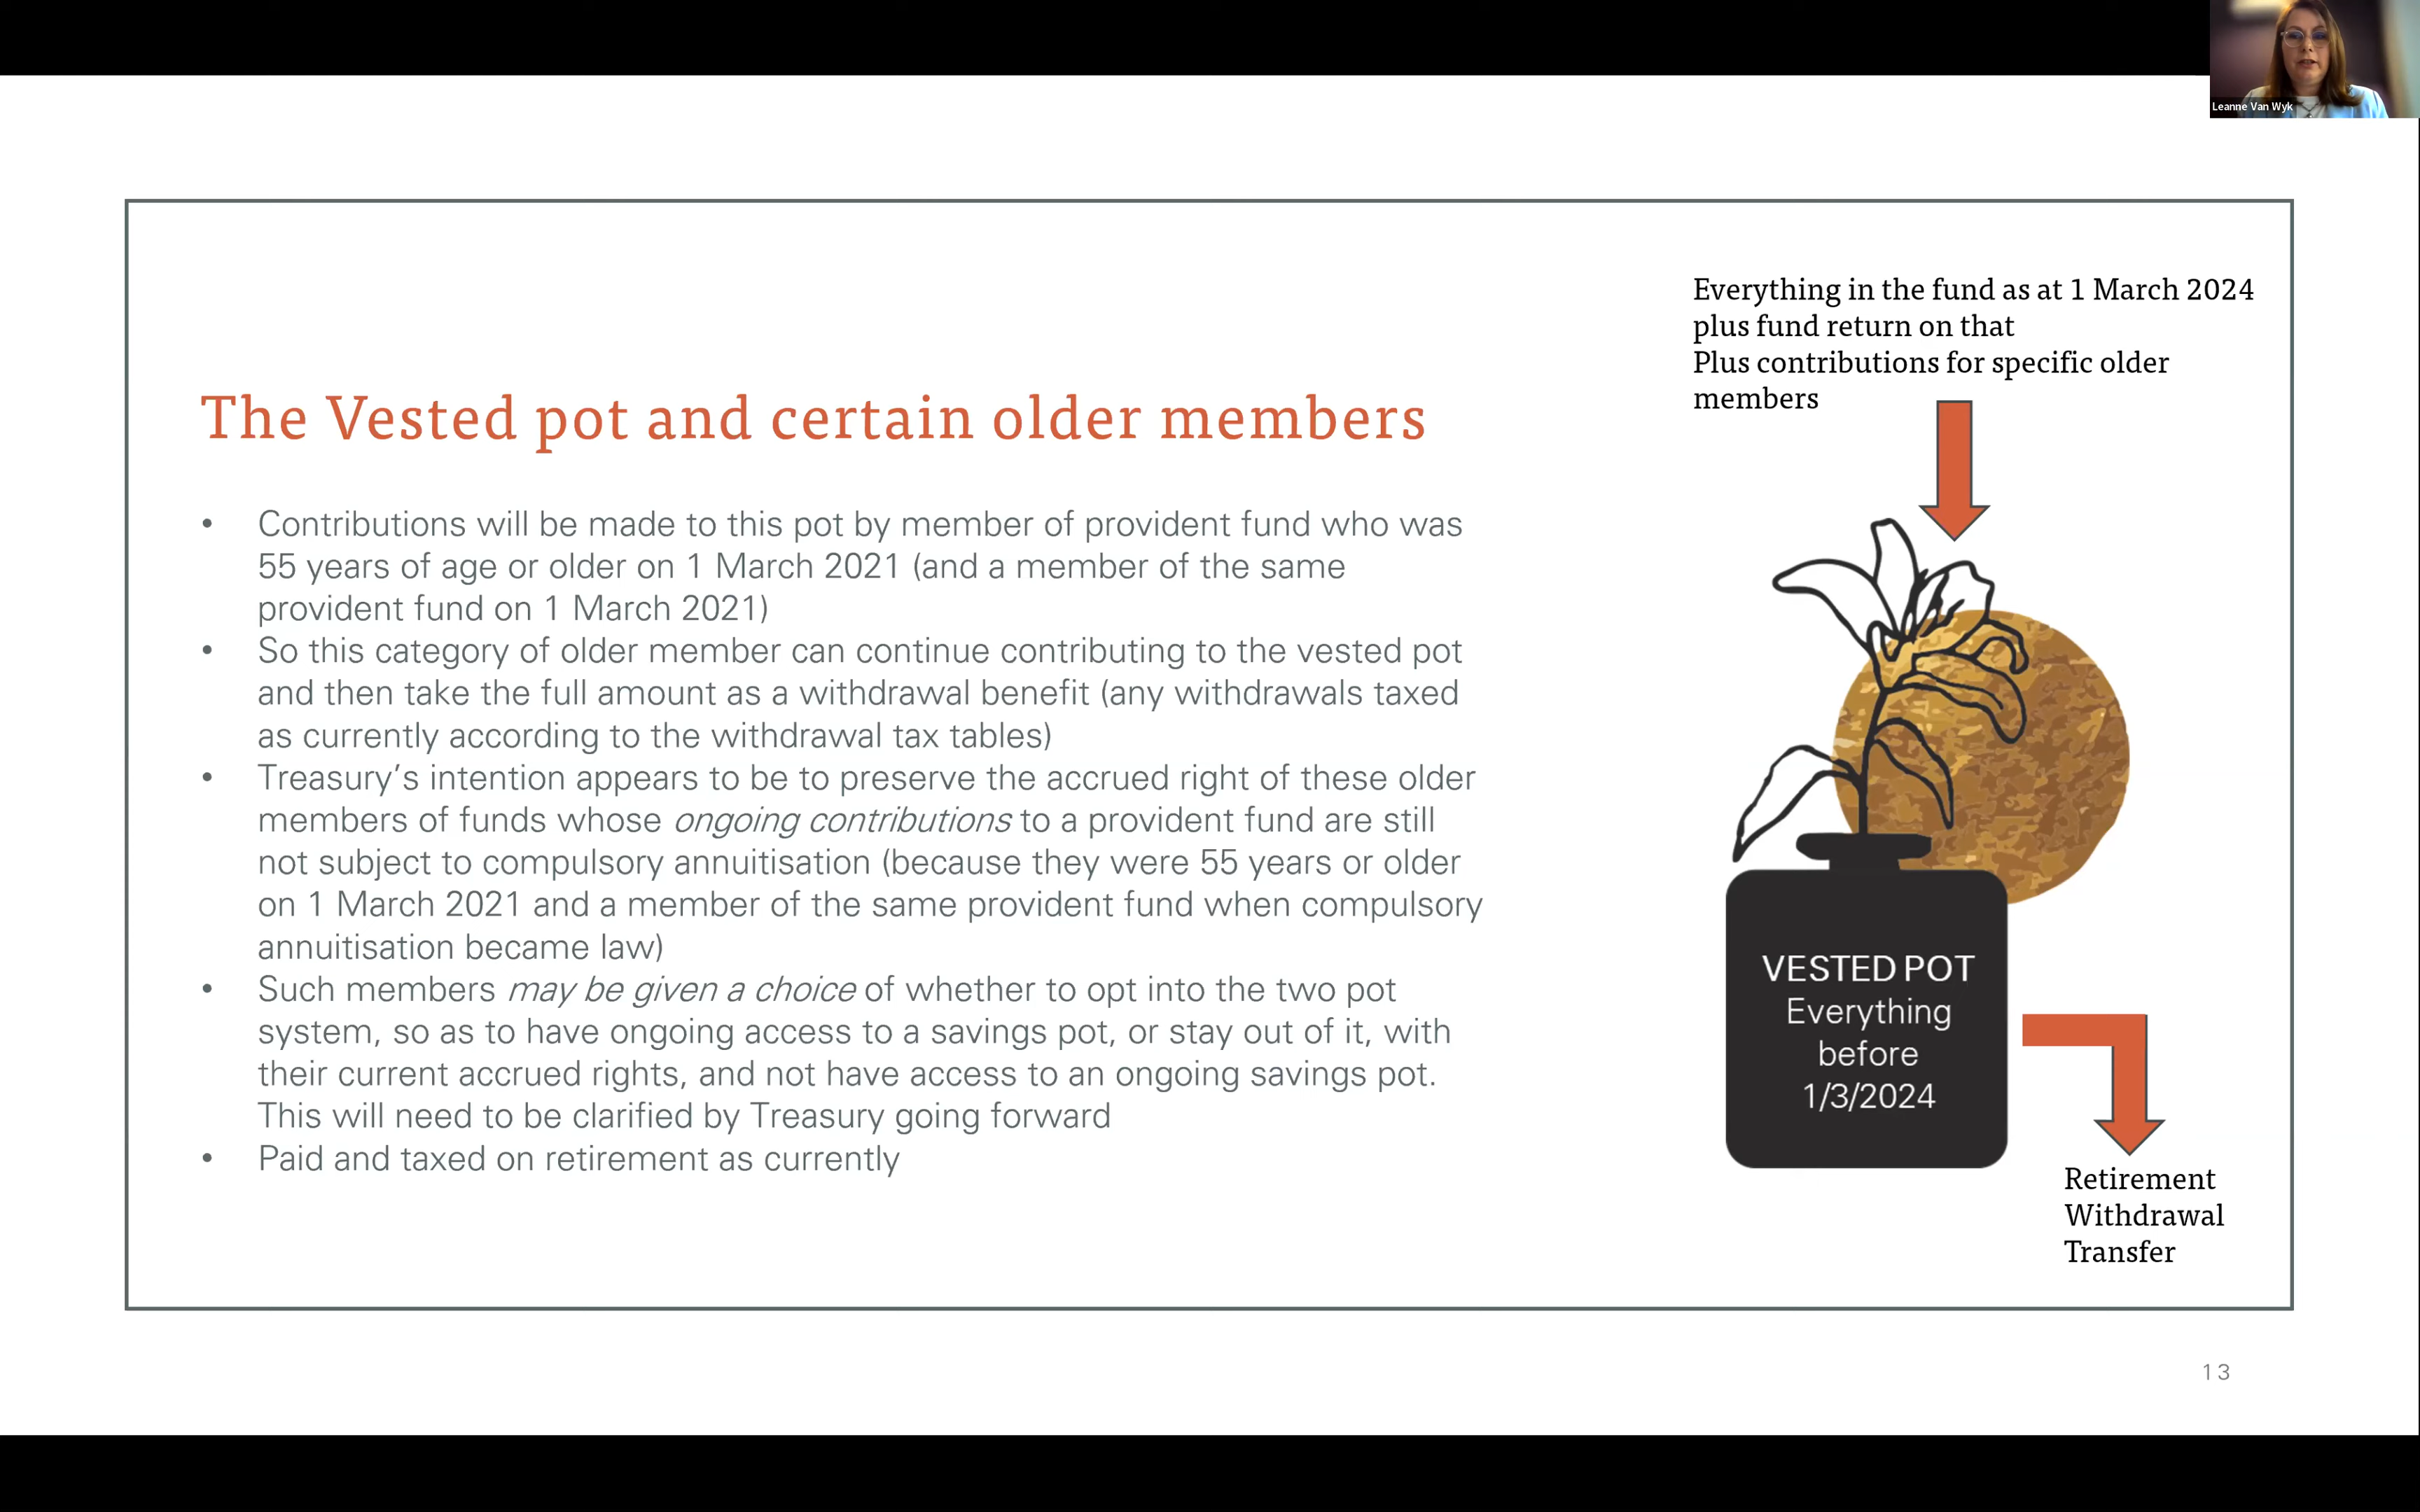 Leanne Van Wyk
Everything in the fund as at 1 March 2024
plus fund return on that
Plus contributions for specific older
members
The Vested pot and certain older members
• Contributions will be made to this pot by member of provident fund who was
55 years of age or older on 1 March 2021 (and a member of the same
provident fund on 1 March 2021)
• So this category of older member can continue contributing to the vested pot
and then take the full amount as a withdrawal benefit (any withdrawals taxed
as currently according to the withdrawal tax tables)
• Treasury’s intention appears to be to preserve the accrued right of these older
members of funds whose ongoing contributions to a provident fund are still
not subject to compulsory annuitisation (because they were 55 years or older
on 1 March 2021 and a member of the same provident fund when compulsory
annuitisation became law)
• Such members may be given a choice of whether to opt into the two pot
system, so as to have ongoing access to a savings pot, or stay out of it, with
their current accrued rights, and not have access to an ongoing savings pot.
This will need to be clarified by Treasury going forward
• Paid and taxed on retirement as currently
VESTED POT
Everything
before
1/3/2024
Retirement
Withdrawal
Transfer
13